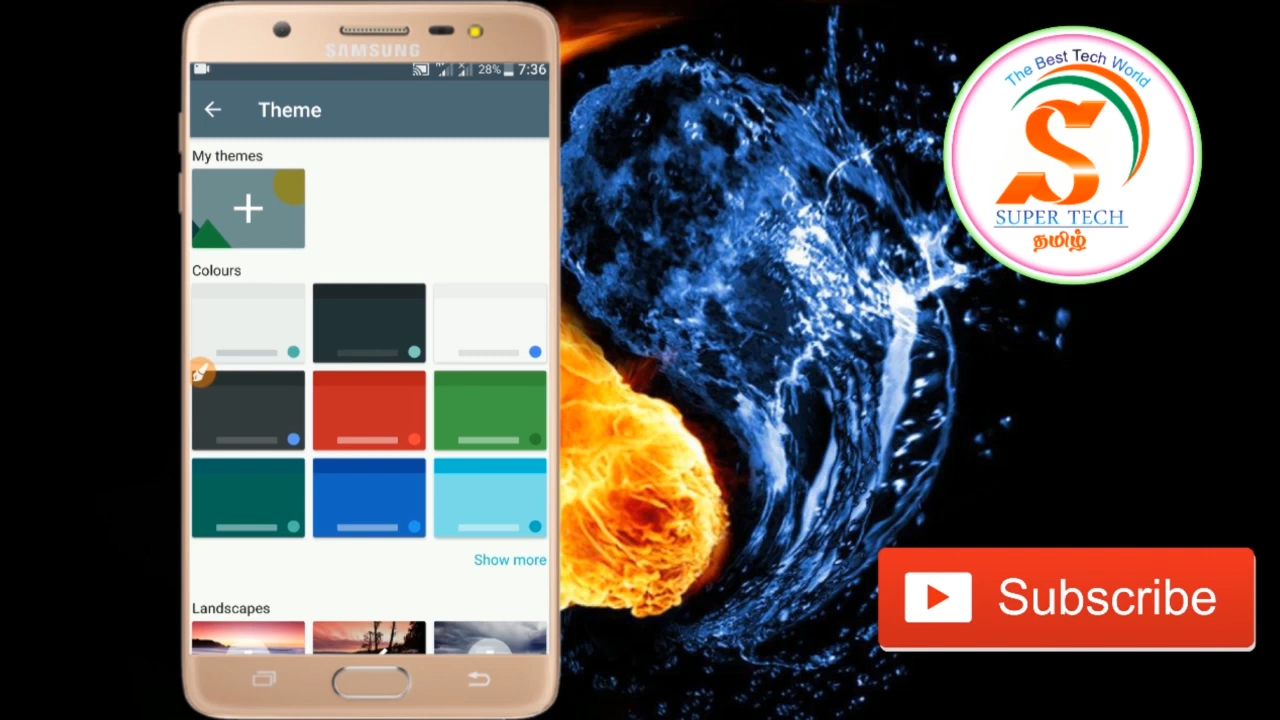 SAMSUNG
28% 7:36
Theme
My themes
Colours
Show more
Landscapes
The Best Tech World
S
SUPER TECH
தமிழ்
Subscribe